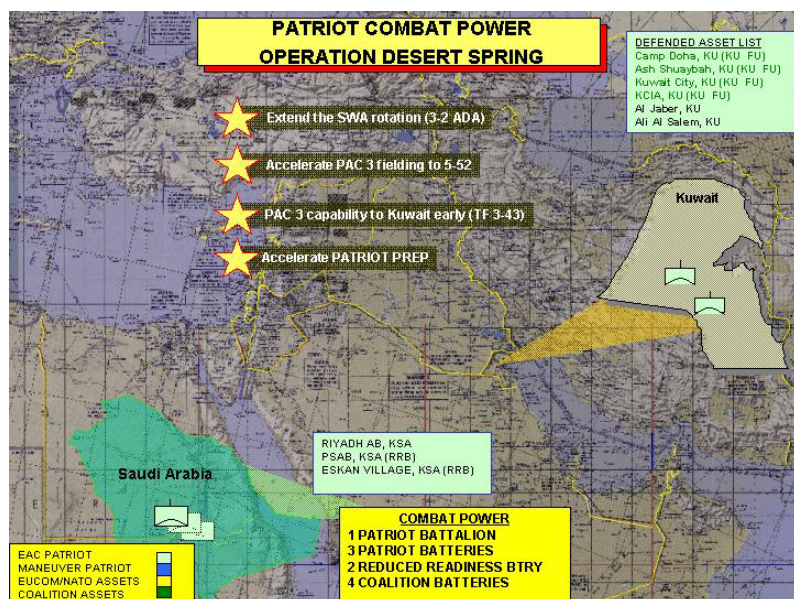 PATRIOT COMBAT POWER
OPERATION DESERT SPRING
DEFENDED ASSET LIST
Camp Doha, KU (KU FU)
Ash Shuaybah, KU (KU FU)
Kuwait City, KU (KU FU)
KCIA, KU (KU FU)
Al Jaber, KU
Ali Al Salem, KU
Extend the SWA rotation (3-2 ADA)
Accelerate PAC 3 fielding to 5-52
PAC 3 capability to Kuwait early (TF 3-43)
Accelerate PATRIOT PREP
Kuwait
Saudi Arabia
RIYADH AB, KSA
PSAB, KSA (RRB)
ESKAN VILLAGE, KSA (RRB)
COMBAT POWER
1 PATRIOT BATTALION
3 PATRIOT BATTERIES
2 REDUCED READINESS BTRY
4 COALITION BATTERIES
EAC PATRIOT
MANEUVER PATRIOT
EUCOM/NATO ASSETS
COALITION ASSETS